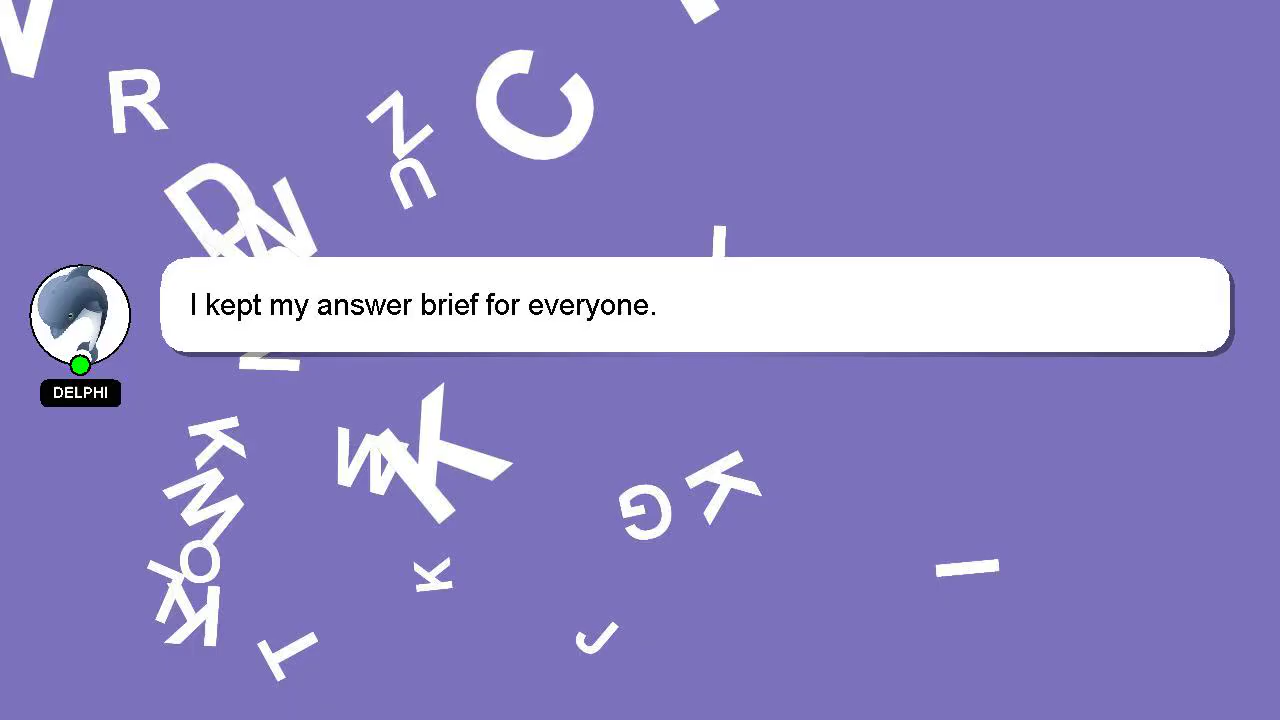 I kept my answer brief for everyone.
DELPHI
V
R
N
C
U
D
N
K
W
K
K
G
M
O
K
K
T
J
I